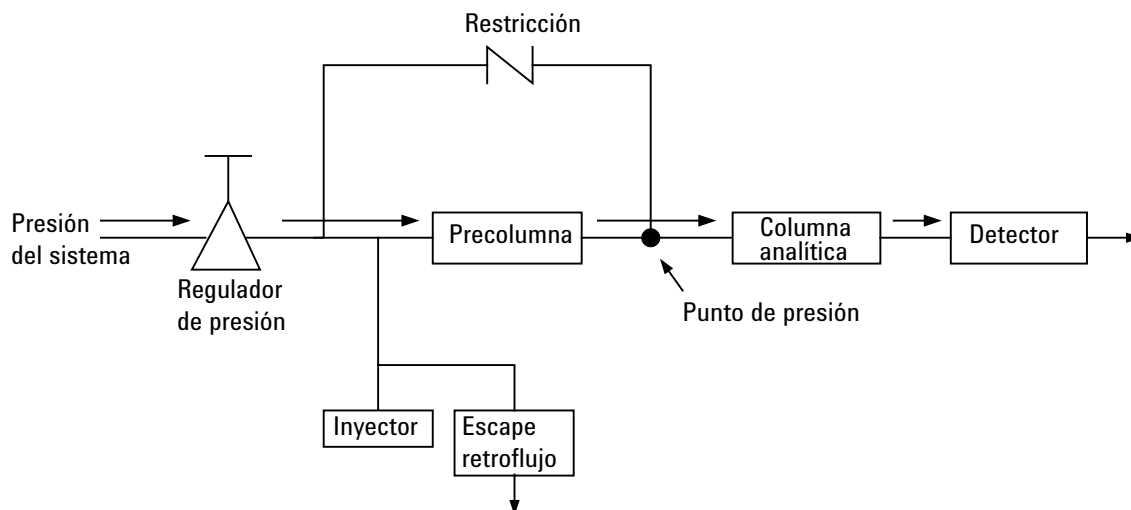 Restricción
Presión
del sistema
Regulador
de presión
Precolumna
Columna
analítica
Detector
Punto de presión
Inyector
Escape
retroflujo